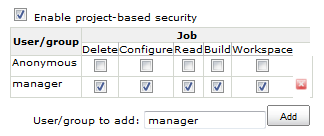 Enable project-based security
User/group Job
Delete Configure Read Build Workspace
Anonymous
manager
User/group to add: manager Add